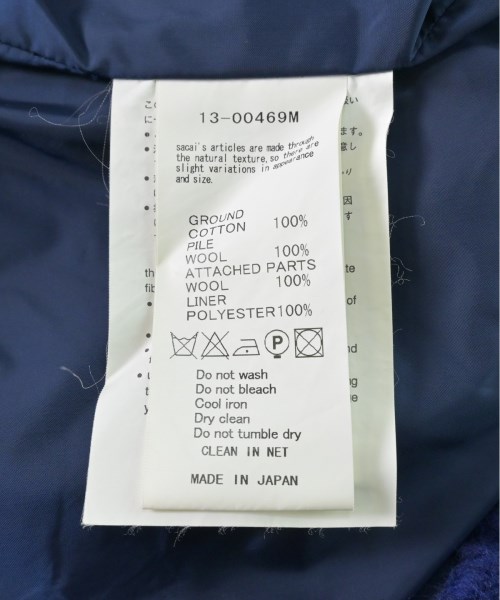 13-00469M
sacai's articles are made through
the natural texture, so there are
slight variations in appearance
and size.
GROUND
COTTON 100%
PILE
WOOL 100%
ATTACHED PARTS
WOOL 100%
LINER
POLYESTER 100%
P
Do not wash
Do not bleach
Cool iron
Dry clean
Do not tumble dry
CLEAN IN NET
MADE IN JAPAN